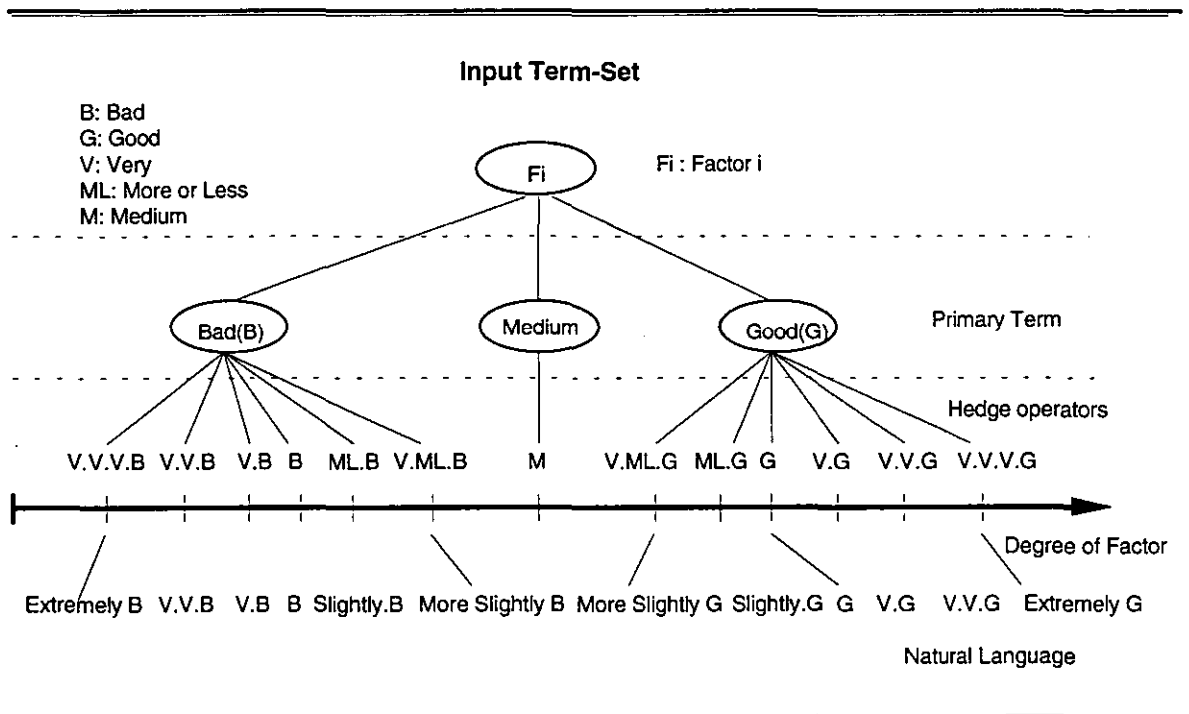 Input Term-Set
B: Bad
G: Good
V: Very
ML: More or Less
M: Medium
Fi
Fi : Factor i
Bad(B)
Medium
Good(G)
Primary Term
Hedge operators
V.V.V.B V.V.B V.B B ML.B V.ML.B M V.ML.G ML.G G V.G V.V.G V.V.V.G
Degree of Factor
Extremely B V.V.B V.B B Slightly.B More Slightly B More Slightly G Slightly.G G V.G V.V.G Extremely G
Natural Language